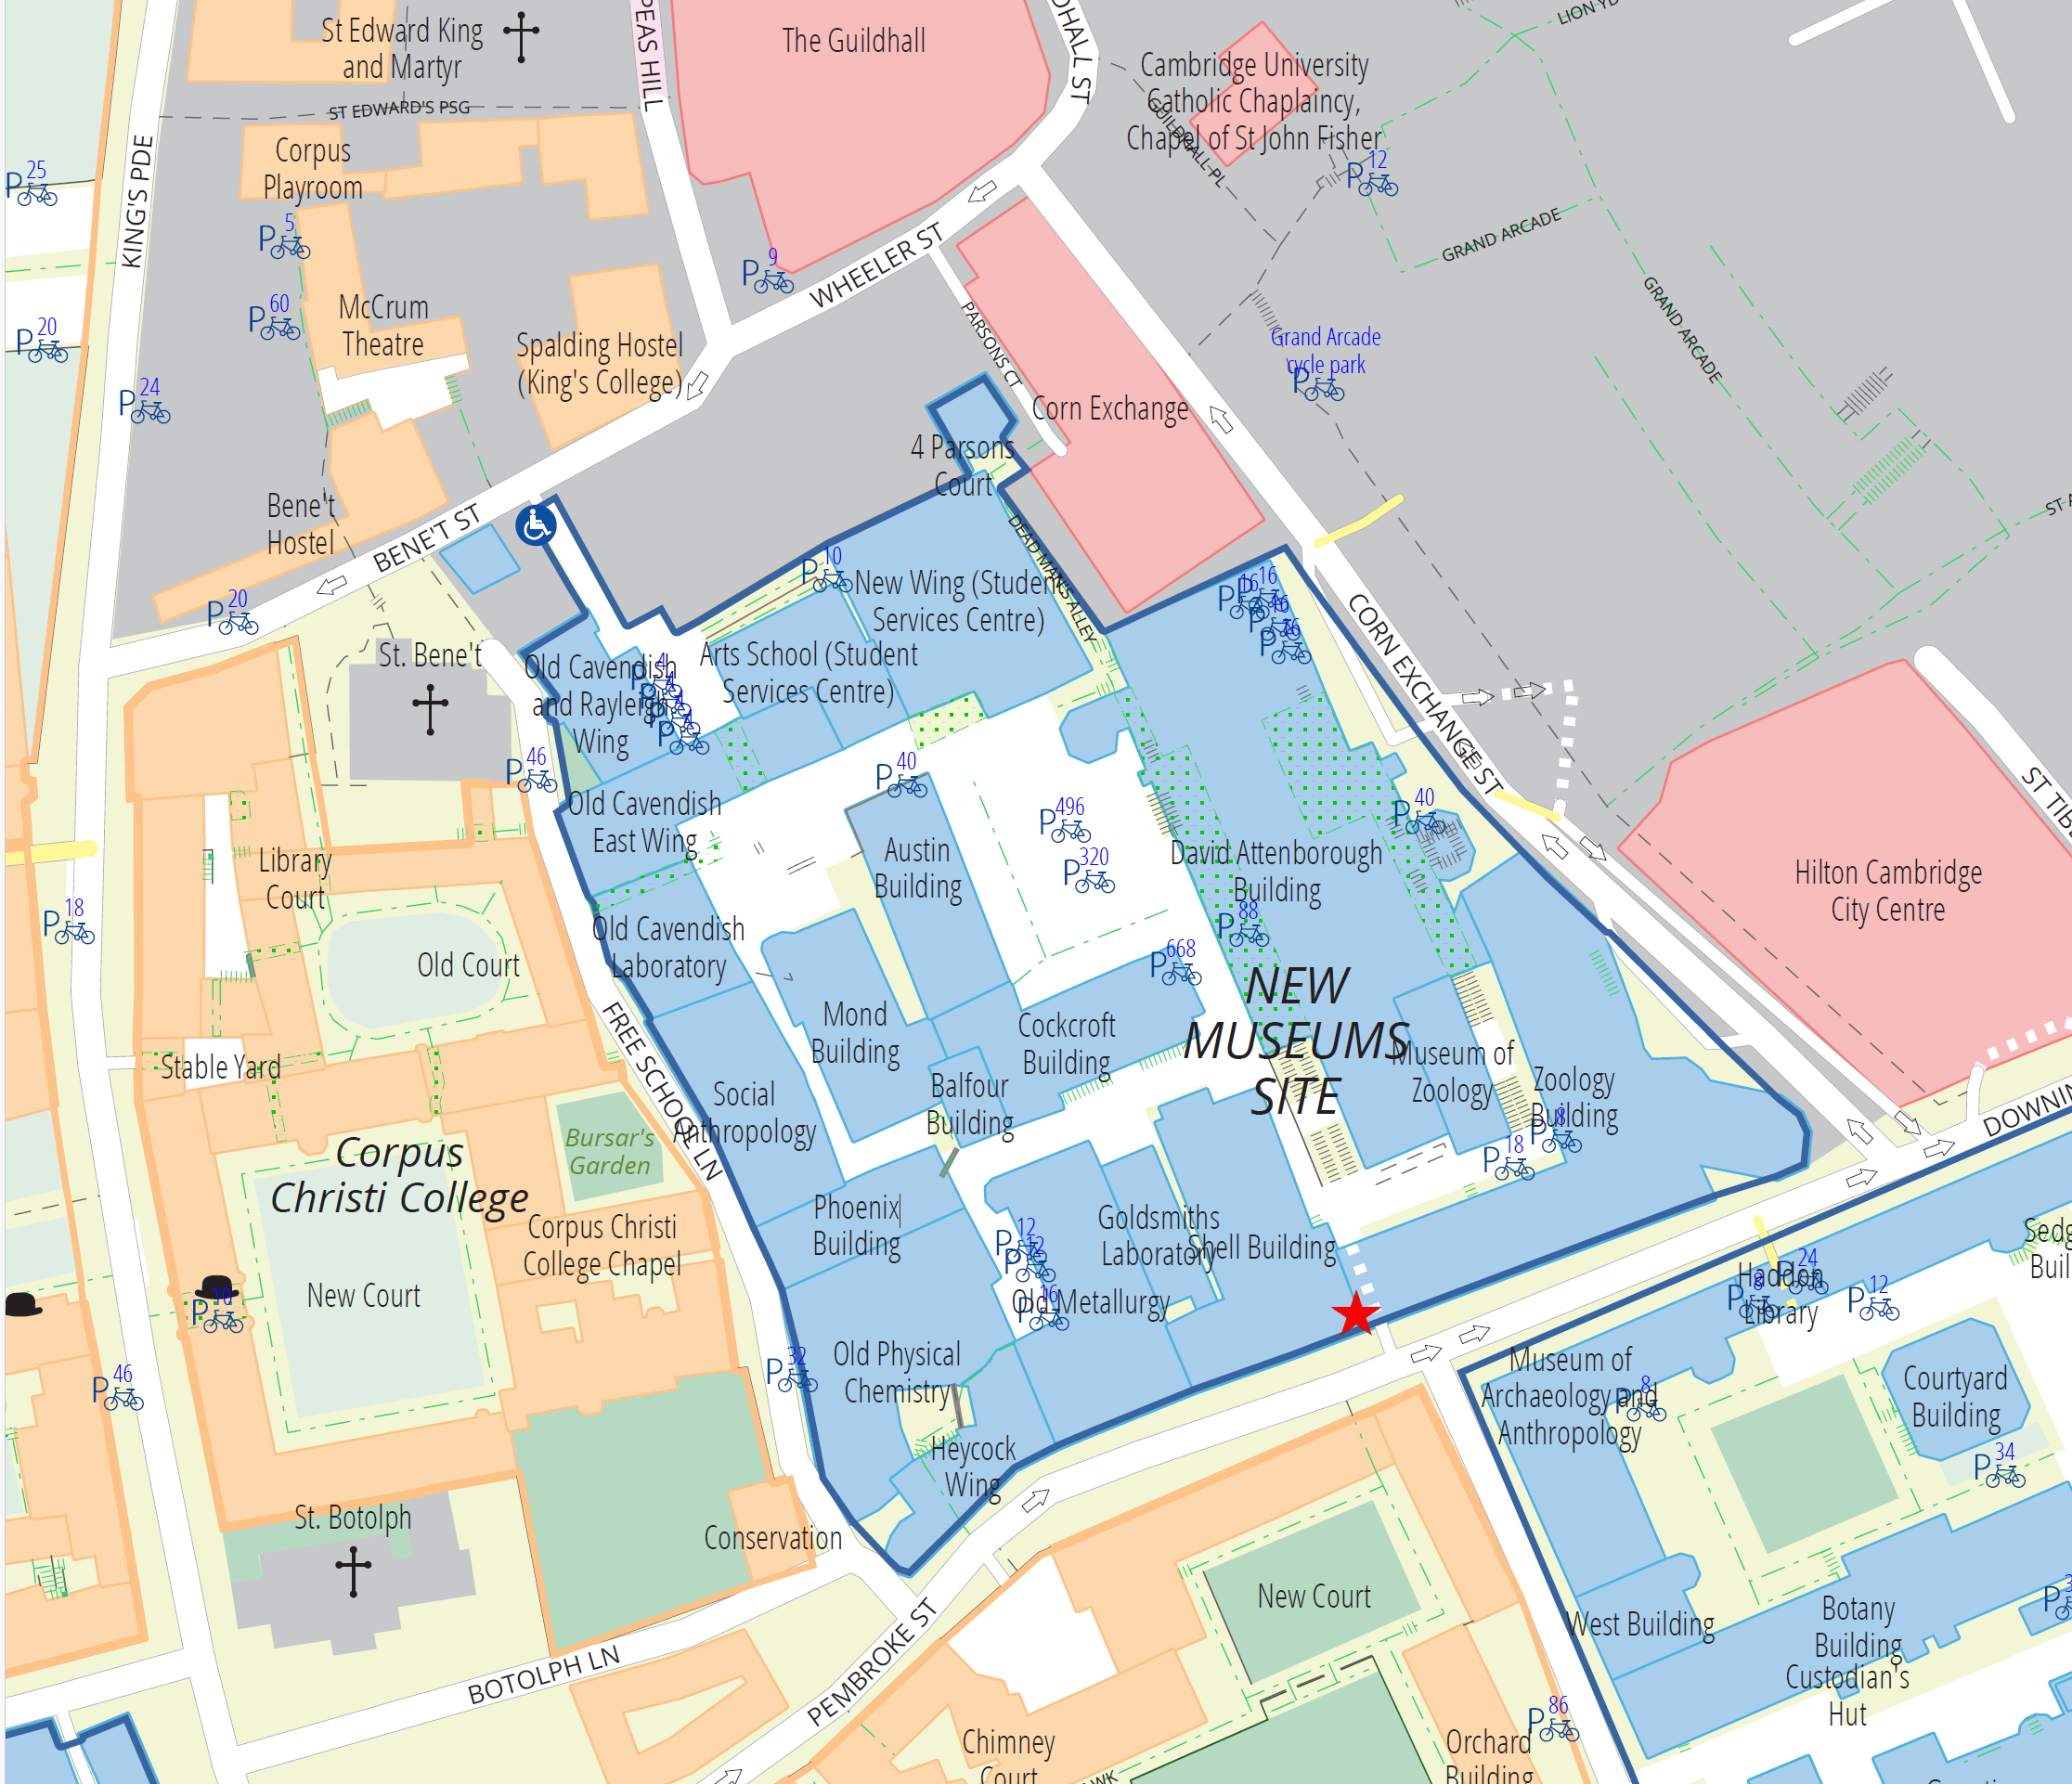 St Edward King
and Martyr
PEAS HILL
The Guildhall
LION YD
Cambridge University
Catholic Chaplaincy,
Chapel of St John Fisher
GUILDHALL PL
ST EDWARD'S PSG
KING'S PDE
Corpus
Playroom
25
12
5
9
WHEELER ST
GRAND ARCADE
GRAND ARCADE
60
McCrum
Theatre
20
Spalding Hostel
(King's College)
PARSONS CT
Grand Arcade
cycle park
24
Corn Exchange
4 Parsons
Court
Bene't
Hostel
BENE'T ST
DEAD MAN'S ALLEY
10
New Wing (Student
Services Centre)
16
16
16
16
CORN EXCHANGE ST
20
St. Bene't
Old Cavendish
and Rayleigh
Wing
4
4
4
4
Arts School (Student
Services Centre)
46
40
496
320
40
Old Cavendish
East Wing
Austin
Building
David Attenborough
Building
Hilton Cambridge
City Centre
Library
Court
18
88
Old Court
Old Cavendish
Laboratory
668
NEW
MUSEUMS
SITE
Mond
Building
Cockcroft
Building
Museum of
Zoology
Zoology
Building
8
18
Stable Yard
FREE SCHOOL LN
Social
Anthropology
Balfour
Building
Bursar's
Garden
Corpus
Christi College
Phoenix
Building
Goldsmiths
Laboratory
Shell Building
Corpus Christi
College Chapel
12
12
16
Old Metallurgy
New Court
10
24
8
12
Haddon
Library
46
32
Old Physical
Chemistry
Museum of
Archaeology and
Anthropology
8
Courtyard
Building
34
Heycock
Wing
St. Botolph
Conservation
New Court
West Building
Botany
Building
Custodian's
Hut
BOTOLPH LN
PEMBROKE ST
86
Chimney
Court
Orchard
Building